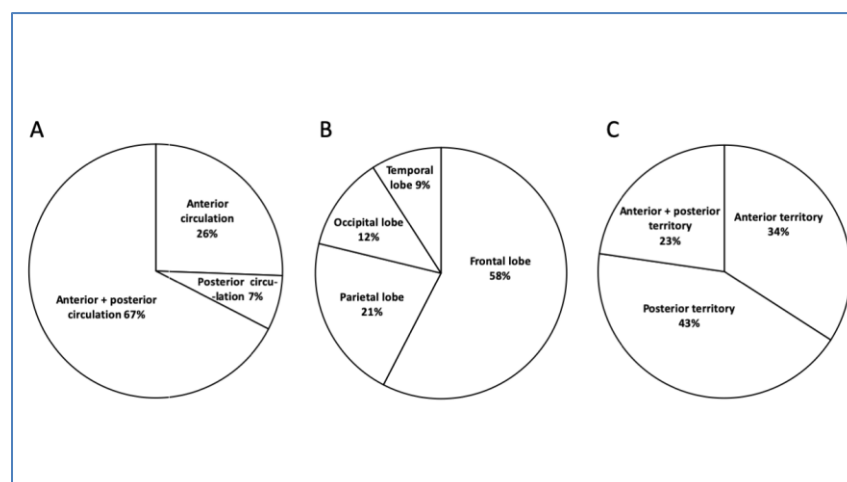 A
Anterior
circulation
26%
Posterior circu-
-lation 7%
Anterior + posterior
circulation 67%
B
Temporal
lobe 9%
Occipital lobe
12%
Parietal lobe
21%
Frontal lobe
58%
C
Anterior + posterior
territory
23%
Anterior territory
34%
Posterior territory
43%